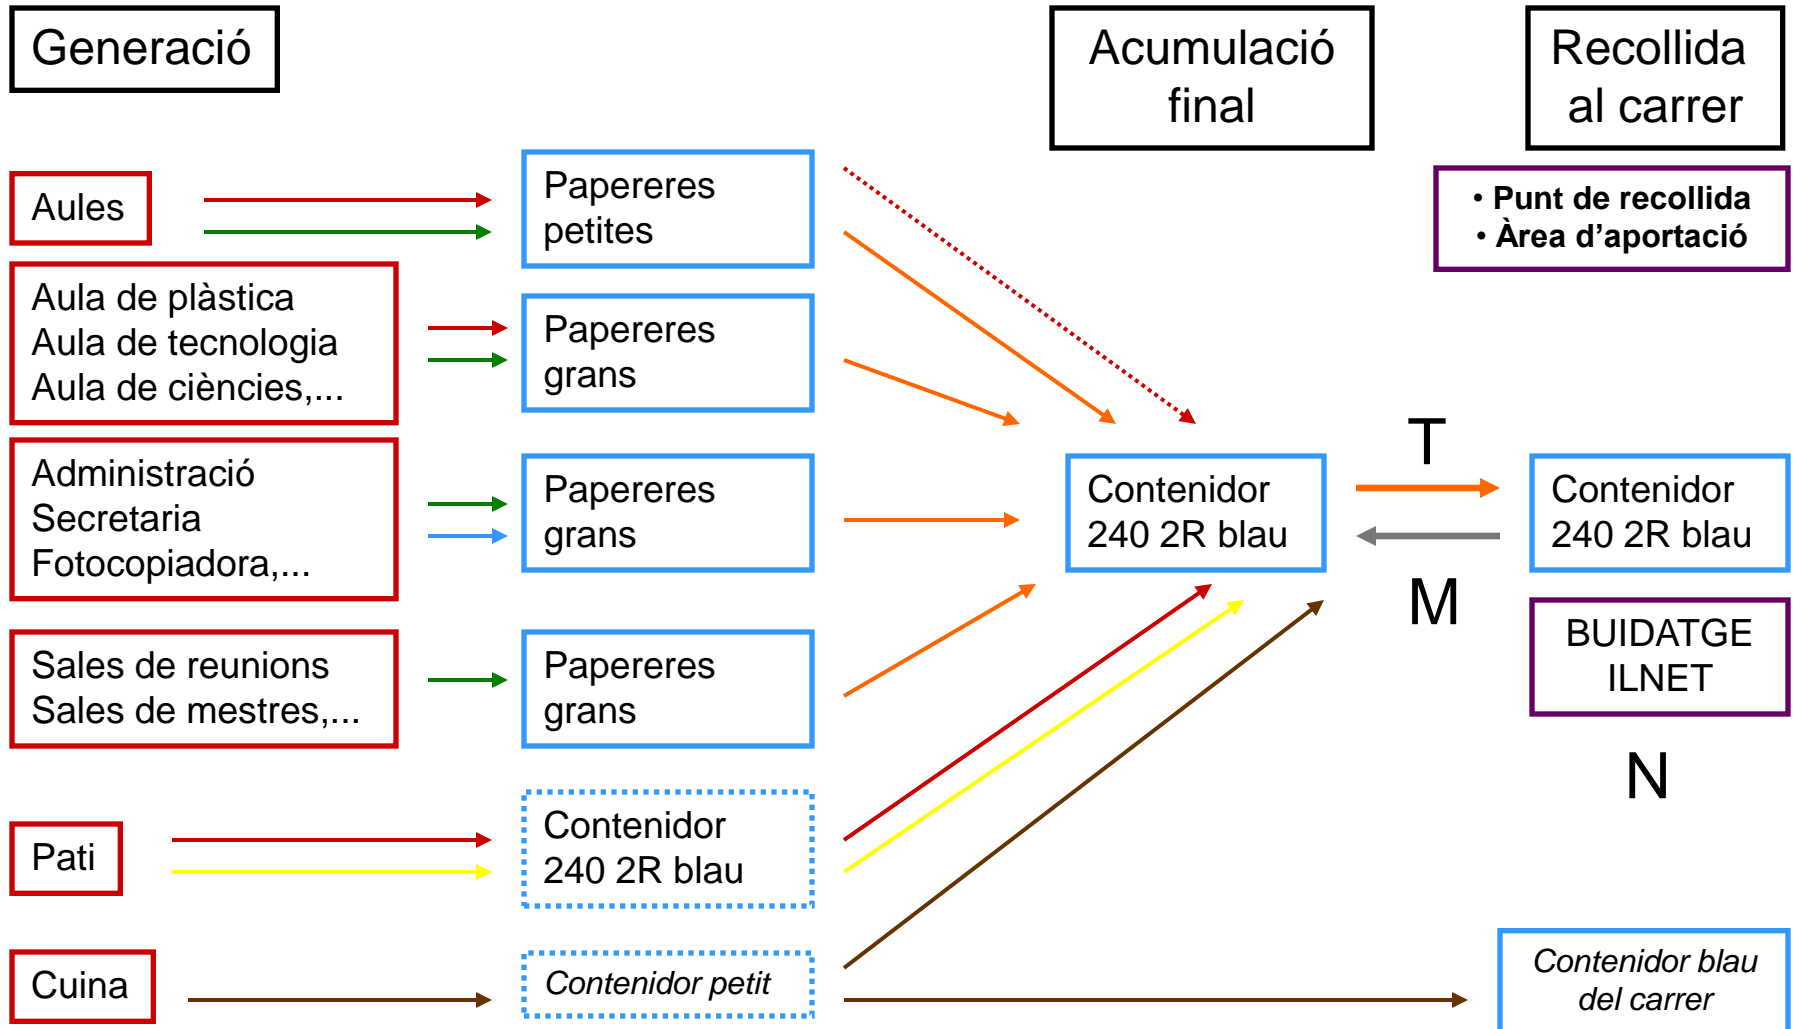 Generació
Acumulació
final
Recollida
al carrer
• Punt de recollida
• Àrea d’aportació
Aules
Papereres
petites
Aula de plàstica
Aula de tecnologia
Aula de ciències,...
Papereres
grans
Administració
Secretaria
Fotocopiadora,...
Papereres
grans
Contenidor
240 2R blau
T
M
Contenidor
240 2R blau
BUIDATGE
ILNET
N
Sales de reunions
Sales de mestres,...
Papereres
grans
Pati
Contenidor
240 2R blau
Cuina
Contenidor petit
Contenidor blau
del carrer